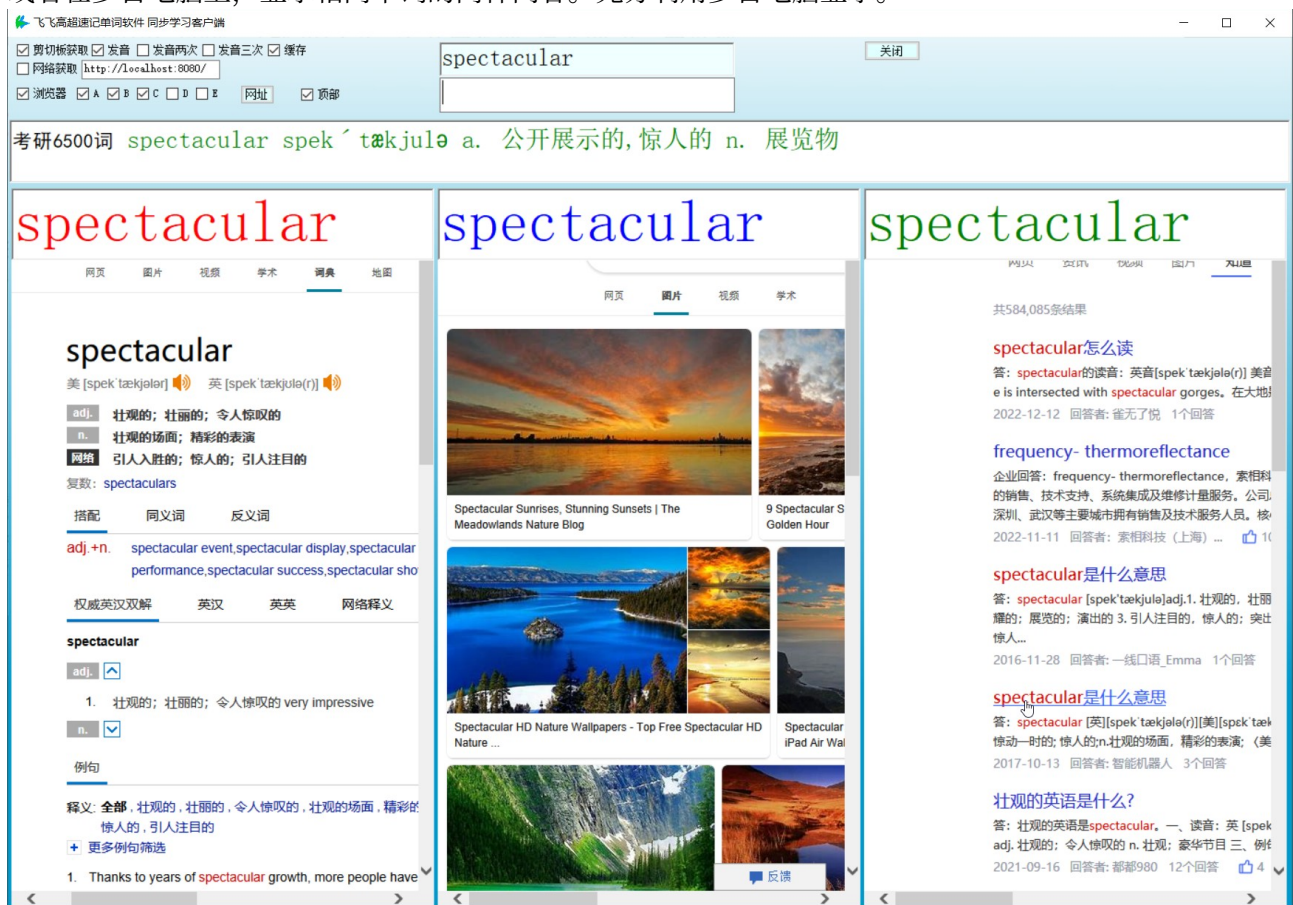 飞飞高超速记单词软件 同步学习客户端
剪切板获取 发音 发音两次 发音三次 缓存
网络获取 http://localhost:8080/
浏览器 A B C D E 网址 顶部
spectacular
关闭
考研6500词 spectacular spek´tækjulə a. 公开展示的,惊人的 n. 展览物
spectacular
网页 图片 视频 学术 词典 地图
spectacular
美 [spekˈtækjələr] 英 [spekˈtækjʊlə(r)]
adj. 壮观的；壮丽的；令人惊叹的
n. 壮观的场面；精彩的表演
网络 引人入胜的；惊人的；引人注目的
复数：spectaculars
搭配 同义词 反义词
adj.+n. spectacular event,spectacular display,spectacular
performance,spectacular success,spectacular sho
权威英汉双解 英汉 英英 网络释义
spectacular
adj.
1. 壮观的；壮丽的；令人惊叹的 very impressive
n.
例句
释义: 全部 , 壮观的 , 壮丽的 , 令人惊叹的 , 壮观的场面 , 精彩的
惊人的 , 引人注目的
更多例句筛选
1. Thanks to years of spectacular growth, more people have
spectacular
网页 图片 视频 学术
Spectacular Sunrises, Stunning Sunsets | The
Meadowlands Nature Blog
9 Spectacular S
Golden Hour
Spectacular HD Nature Wallpapers - Top Free Spectacular HD
Nature ...
Spectacular
iPad Air Wal
反馈
spectacular
网页 资讯 视频 图片 知道
共584,085条结果
spectacular怎么读
答：spectacular的读音：英音[spekˈtækjələ(r)] 美音
e is intersected with spectacular gorges。在大地
2022-12-12 回答者: 雀无了悦 1个回答
frequency- thermoreflectance
企业回答：frequency- thermoreflectance，索相科
的销售、技术支持、系统集成及维修计量服务。公司
深圳、武汉等主要城市拥有销售及技术服务人员。核
2022-11-11 回答者：索相科技（上海）... 10
spectacular是什么意思
答：spectacular [spek'tækjulə]adj.1. 壮观的，壮丽
耀的；展览的；演出的 3. 引人注目的，惊人的；突出
惊人...
2016-11-28 回答者: 一线口语_Emma 1个回答
spectacular是什么意思
答：spectacular [英][spekˈtækjələ(r)][美][spɛkˈtæk
惊动一时的; 惊人的;n.壮观的场面，精彩的表演; （美
2017-10-13 回答者: 智能机器人 3个回答
壮观的英语是什么?
答：壮观的英语是spectacular。一、读音：英 [spek
adj. 壮观的；令人惊叹的 n. 壮观；豪华节目 三、例
2021-09-16 回答者: 都都980 12个回答 4